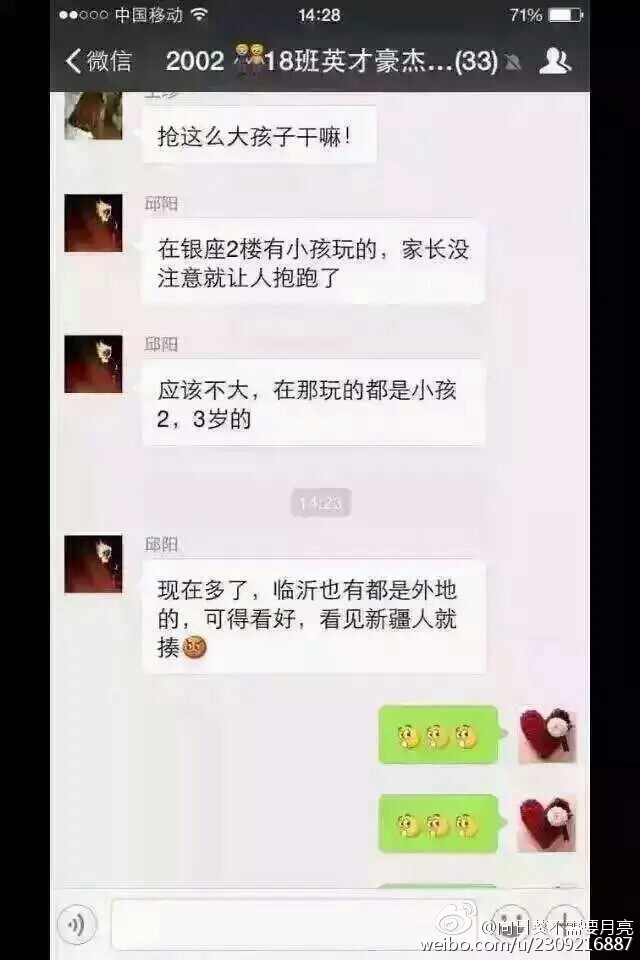 中国移动
14:28
71%
微信
2002 18班英才豪杰...(33)
抢这么大孩子干嘛！
邱阳
在银座2楼有小孩玩的，家长没
注意就让人抱跑了
邱阳
应该不大，在那玩的都是小孩
2，3岁的
14:23
邱阳
现在多了，临沂也有都是外地
的，可得看好，看见新疆人就
揍
@向日葵不需要月亮
weibo.com/u/2309216887